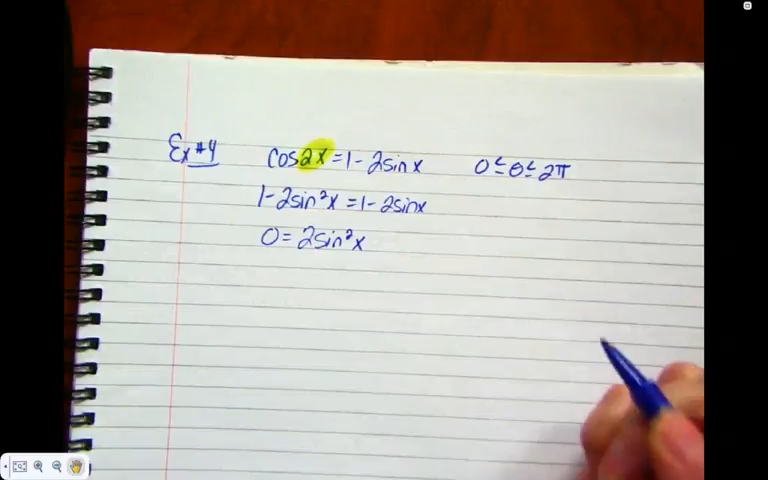 Ex #4 cos2x = 1 - 2sinx 0 ≤ θ ≤ 2π
1 - 2sin²x = 1 - 2sinx
0 = 2sin²x